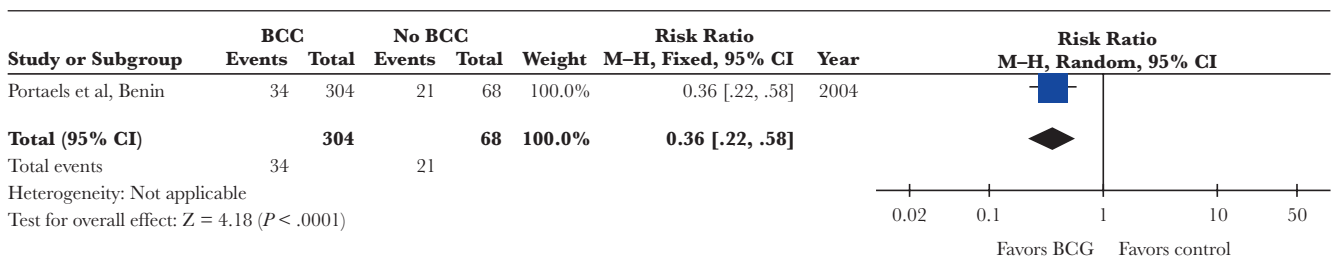 BCC No BCC Risk Ratio Risk Ratio
Study or Subgroup Events Total Events Total Weight M–H, Fixed, 95% CI Year M–H, Random, 95% CI
Portaels et al, Benin 34 304 21 68 100.0% 0.36 [.22, .58] 2004
Total (95% CI) 304 68 100.0% 0.36 [.22, .58]
Total events 34 21
Heterogeneity: Not applicable
Test for overall effect: Z = 4.18 (P < .0001)
0.02 0.1 1 10 50
Favors BCG Favors control